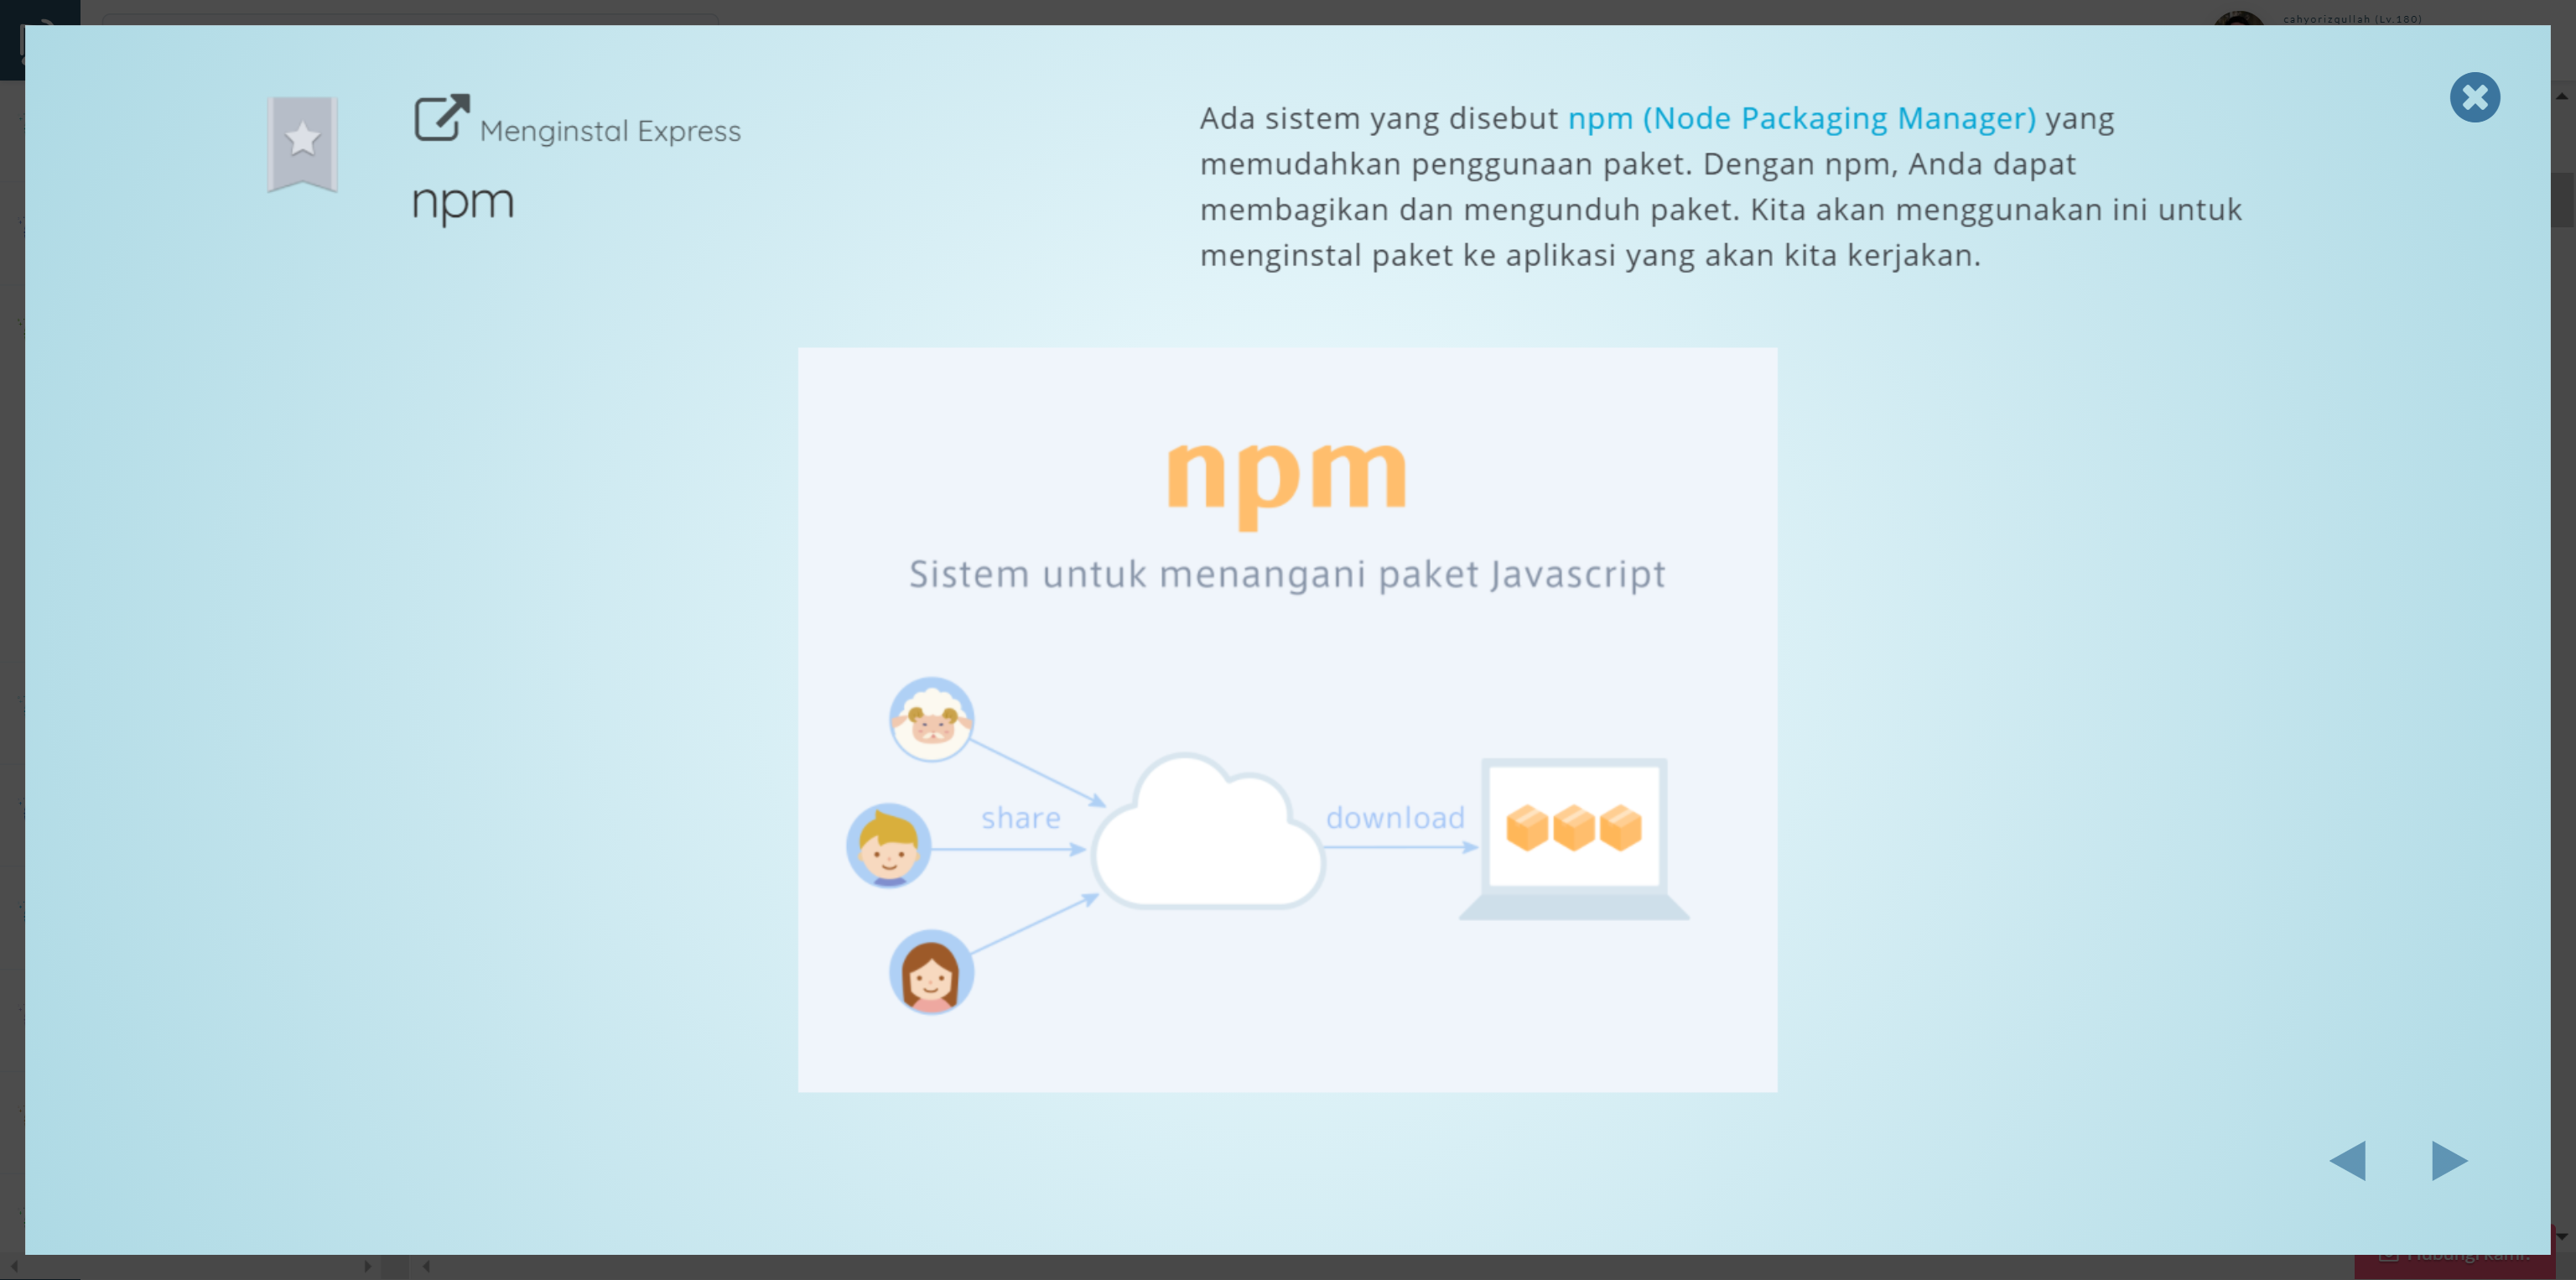 cahyorizqullah (Lv.180)
Menginstal Express
npm
Ada sistem yang disebut npm (Node Packaging Manager) yang
memudahkan penggunaan paket. Dengan npm, Anda dapat
membagikan dan mengunduh paket. Kita akan menggunakan ini untuk
menginstal paket ke aplikasi yang akan kita kerjakan.
npm
Sistem untuk menangani paket Javascript
share
download
Hubungi kami!